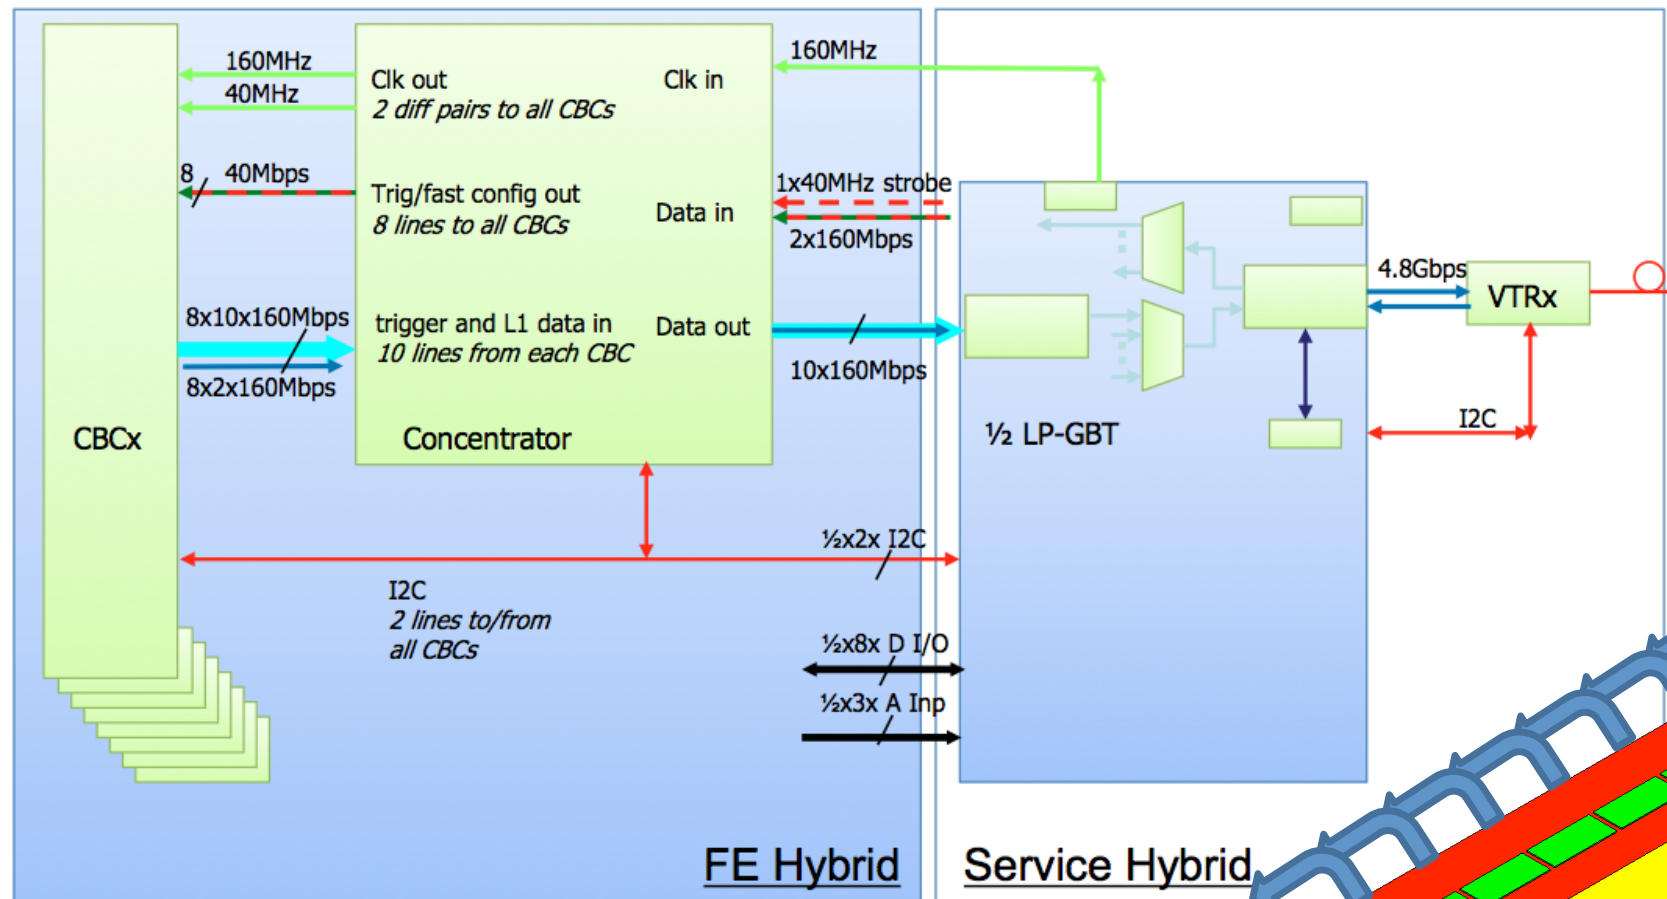 160MHz
40MHz
Clk out
2 diff pairs to all CBCs
Clk in
160MHz
8
40Mbps
Trig/fast config out
8 lines to all CBCs
Data in
1x40MHz strobe
2x160Mbps
8x10x160Mbps
8x2x160Mbps
trigger and L1 data in
10 lines from each CBC
Data out
10x160Mbps
4.8Gbps
VTRx
CBCx
Concentrator
½ LP-GBT
I2C
½x2x I2C
I2C
2 lines to/from
all CBCs
½x8x D I/O
½x3x A Inp
FE Hybrid
Service Hybrid